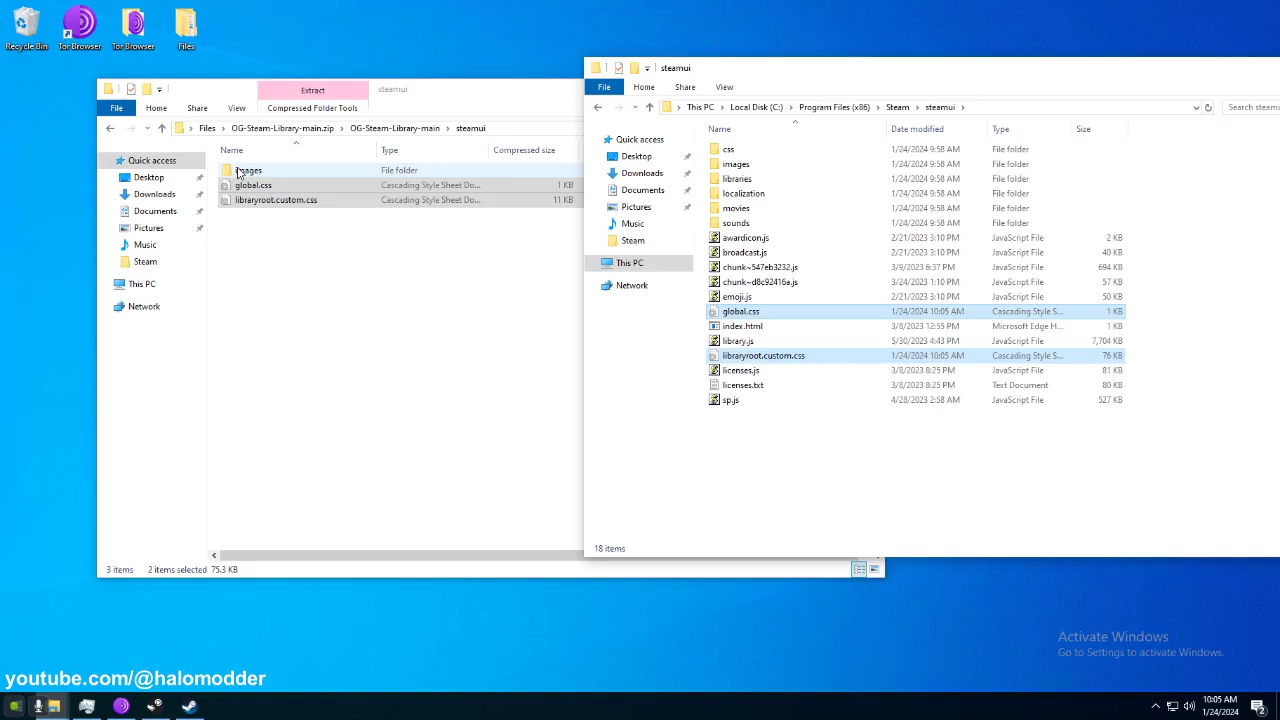 Recycle Bin
Tor Browser
Tor Browser
Files
Extract
steamui
File
Home
Share
View
Compressed Folder Tools
Files > OG-Steam-Library-main.zip > OG-Steam-Library-main > steamui
Name
Type
Compressed size
Quick access
Desktop
Downloads
Documents
Pictures
Music
Steam
This PC
Network
images File folder
global.css Cascading Style Sheet Do... 1 KB
libraryroot.custom.css Cascading Style Sheet Do... 11 KB
3 items 2 items selected 75.3 KB
steamui
File
Home
Share
View
This PC > Local Disk (C:) > Program Files (x86) > Steam > steamui >
Search steamu
Name
Date modified
Type
Size
Quick access
Desktop
Downloads
Documents
Pictures
Music
Steam
This PC
Network
css 1/24/2024 9:58 AM File folder
images 1/24/2024 9:58 AM File folder
libraries 1/24/2024 9:58 AM File folder
localization 1/24/2024 9:58 AM File folder
movies 1/24/2024 9:58 AM File folder
sounds 1/24/2024 9:58 AM File folder
awardicon.js 2/21/2023 3:10 PM JavaScript File 2 KB
broadcast.js 2/21/2023 3:10 PM JavaScript File 40 KB
chunk~547eb3232.js 3/9/2023 6:37 PM JavaScript File 694 KB
chunk~d8c92416a.js 3/24/2023 1:10 PM JavaScript File 57 KB
emoji.js 2/21/2023 3:10 PM JavaScript File 50 KB
global.css 1/24/2024 10:05 AM Cascading Style S... 1 KB
index.html 3/8/2023 12:55 PM Microsoft Edge H... 1 KB
library.js 5/30/2023 4:43 PM JavaScript File 7,704 KB
libraryroot.custom.css 1/24/2024 10:05 AM Cascading Style S... 76 KB
licenses.js 3/8/2023 8:25 PM JavaScript File 81 KB
licenses.txt 3/8/2023 8:25 PM Text Document 80 KB
sp.js 4/28/2023 2:58 AM JavaScript File 527 KB
18 items
Activate Windows
Go to Settings to activate Windows.
youtube.com/@halomodder
10:05 AM
1/24/2024
2